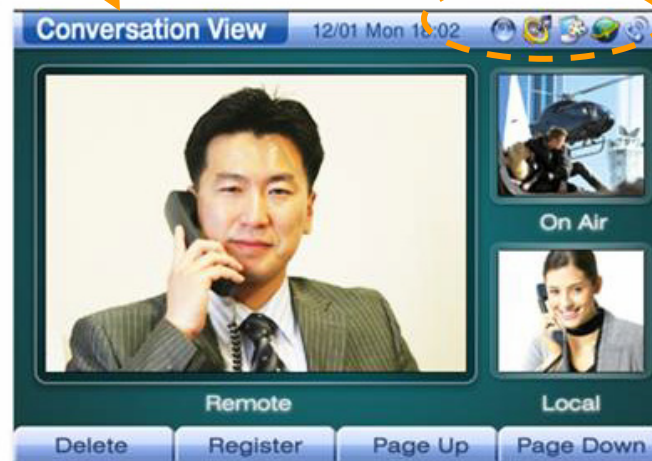 Conversation View 12/01 Mon 18:02
On Air
Remote Local
Delete Register Page Up Page Down